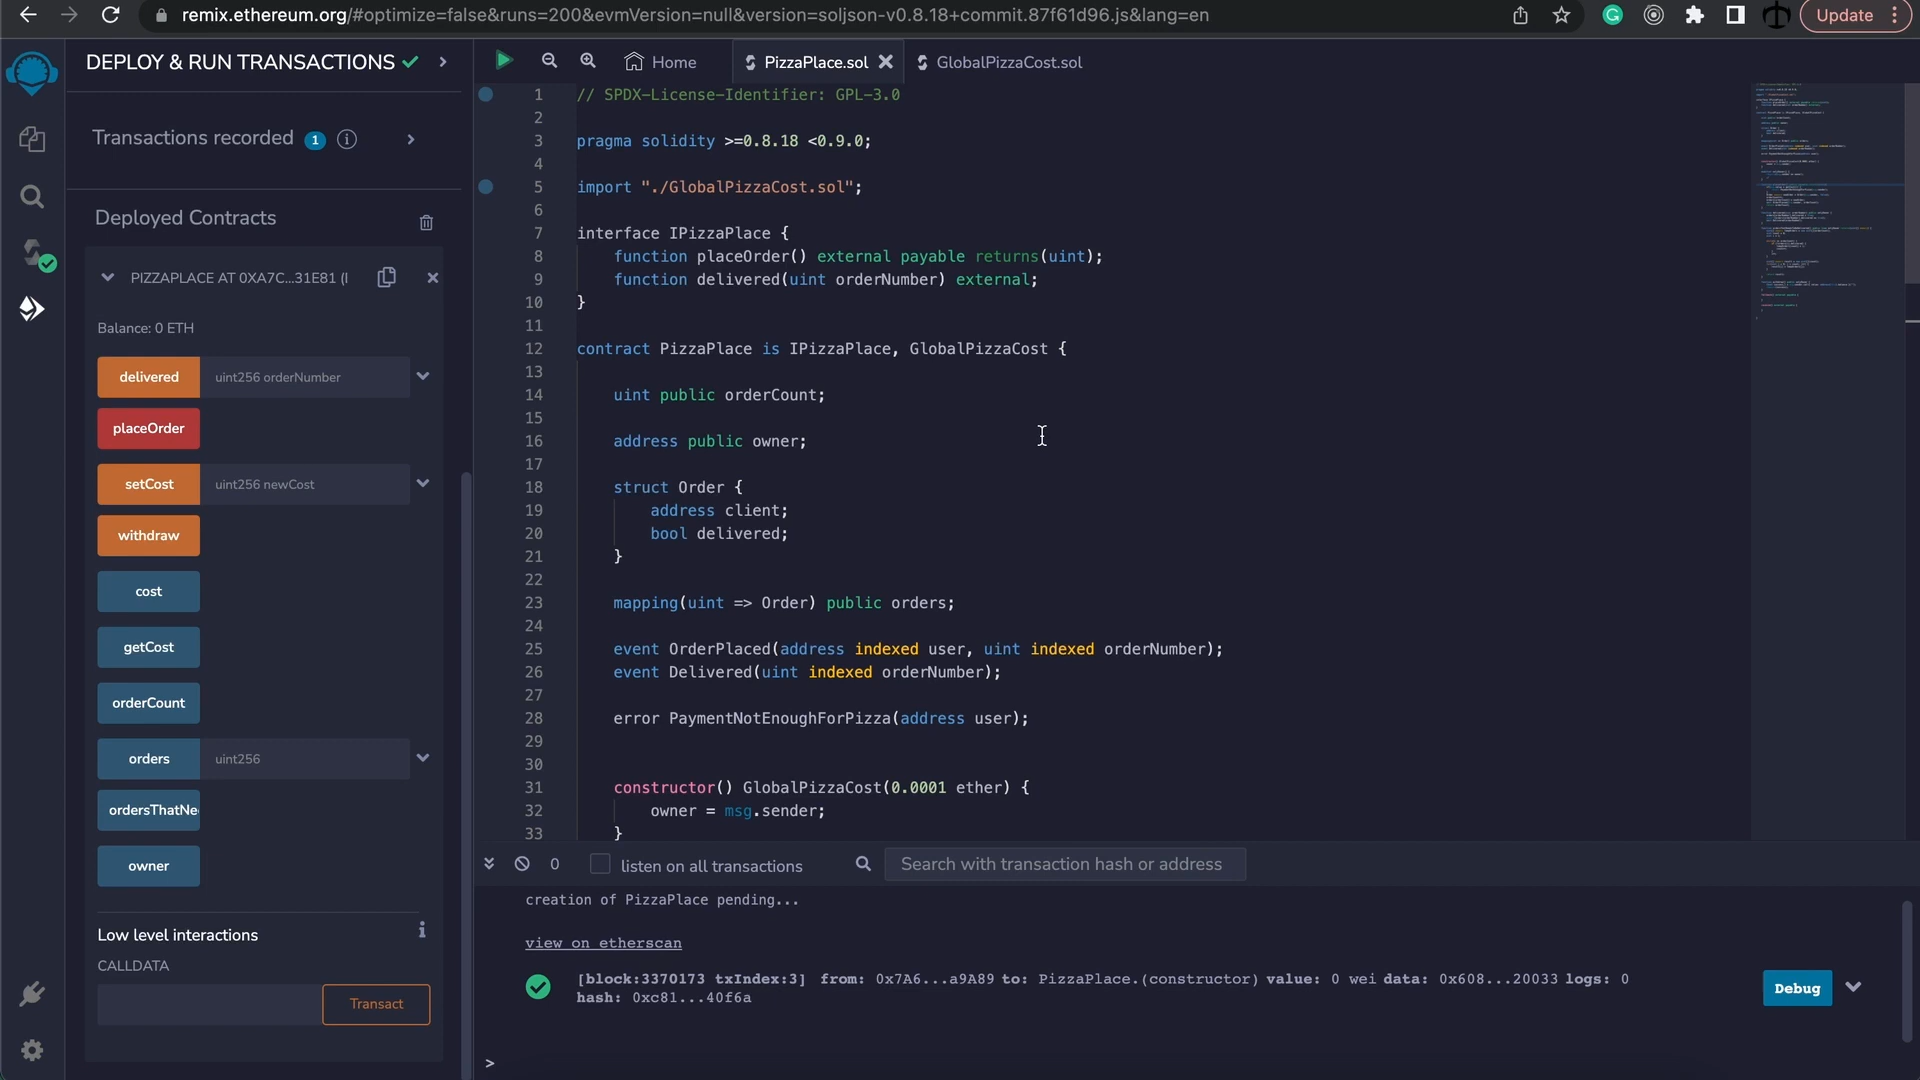 remix.ethereum.org/#optimize=false&runs=200&evmVersion=null&version=soljson-v0.8.18+commit.87f61d96.js&lang=en
Update
DEPLOY & RUN TRANSACTIONS
Transactions recorded 1 i
Deployed Contracts
PIZZAPLACE AT 0XA7C...31E81 (I
Balance: 0 ETH
delivered uint256 orderNumber
placeOrder
setCost uint256 newCost
withdraw
cost
getCost
orderCount
orders uint256
ordersThatNe
owner
Low level interactions
CALLDATA
Transact
Home PizzaPlace.sol GlobalPizzaCost.sol
1 // SPDX-License-Identifier: GPL-3.0
2
3 pragma solidity >=0.8.18 <0.9.0;
4
5 import "./GlobalPizzaCost.sol";
6
7 interface IPizzaPlace {
8 function placeOrder() external payable returns(uint);
9 function delivered(uint orderNumber) external;
10 }
11
12 contract PizzaPlace is IPizzaPlace, GlobalPizzaCost {
13
14 uint public orderCount;
15
16 address public owner;
17
18 struct Order {
19 address client;
20 bool delivered;
21 }
22
23 mapping(uint => Order) public orders;
24
25 event OrderPlaced(address indexed user, uint indexed orderNumber);
26 event Delivered(uint indexed orderNumber);
27
28 error PaymentNotEnoughForPizza(address user);
29
30
31 constructor() GlobalPizzaCost(0.0001 ether) {
32 owner = msg.sender;
33 }
0 listen on all transactions Search with transaction hash or address
creation of PizzaPlace pending...
view on etherscan
[block:3370173 txIndex:3] from: 0x7A6...a9A89 to: PizzaPlace.(constructor) value: 0 wei data: 0x608...20033 logs: 0
hash: 0xc81...40f6a
Debug
>